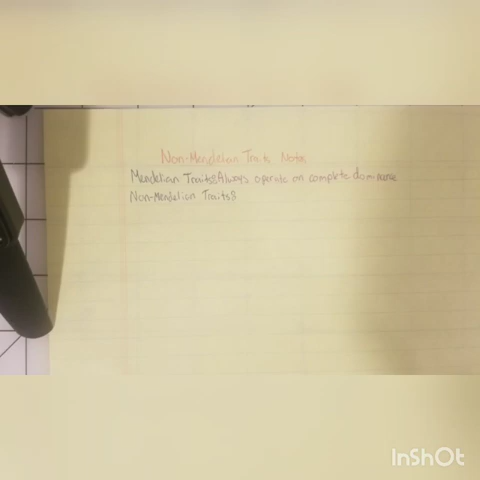 Non-Mendelian Traits Notes
Mendelian Traits: Always operate on complete dominance
Non-Mendelian Traits:
InShOt